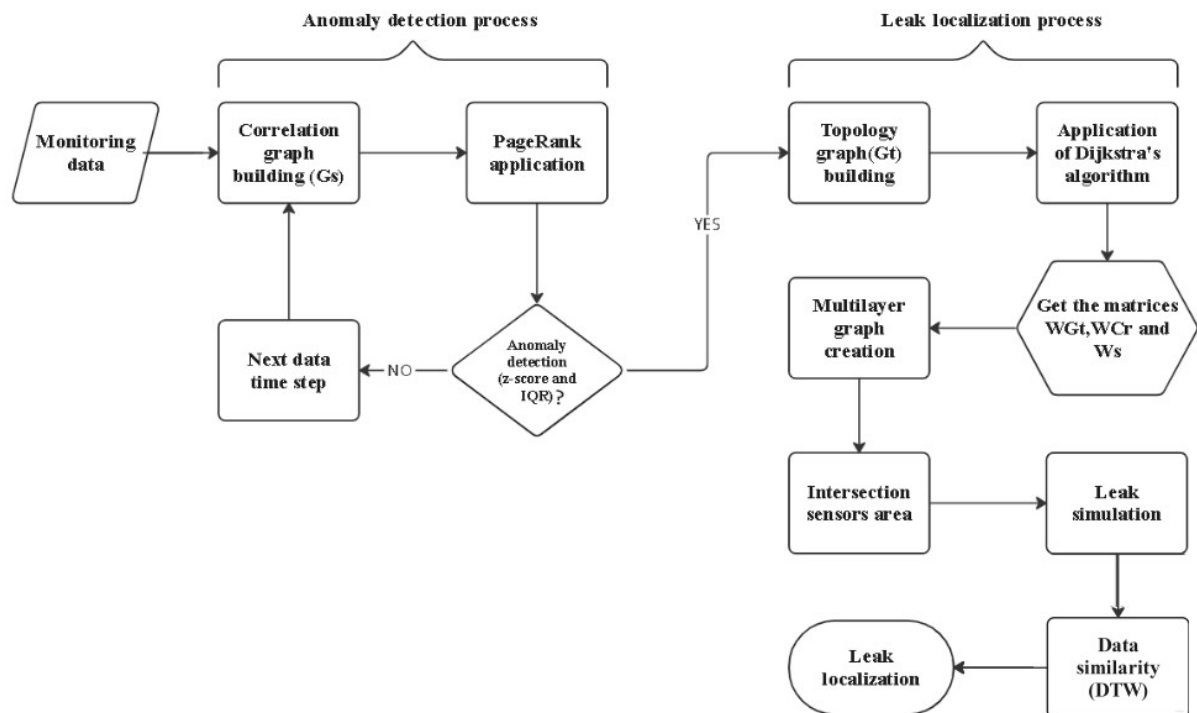 Anomaly detection process
Leak localization process
Monitoring
data
Correlation
graph
building (Gs)
PageRank
application
Topology
graph(Gt)
building
Application
of Dijkstra's
algorithm
YES
Get the matrices
WGt,WCr and
Ws
Multilayer
graph
creation
Next data
time step
NO
Anomaly
detection
(z-score and
IQR)?
Intersection
sensors area
Leak
simulation
Leak
localization
Data
similarity
(DTW)